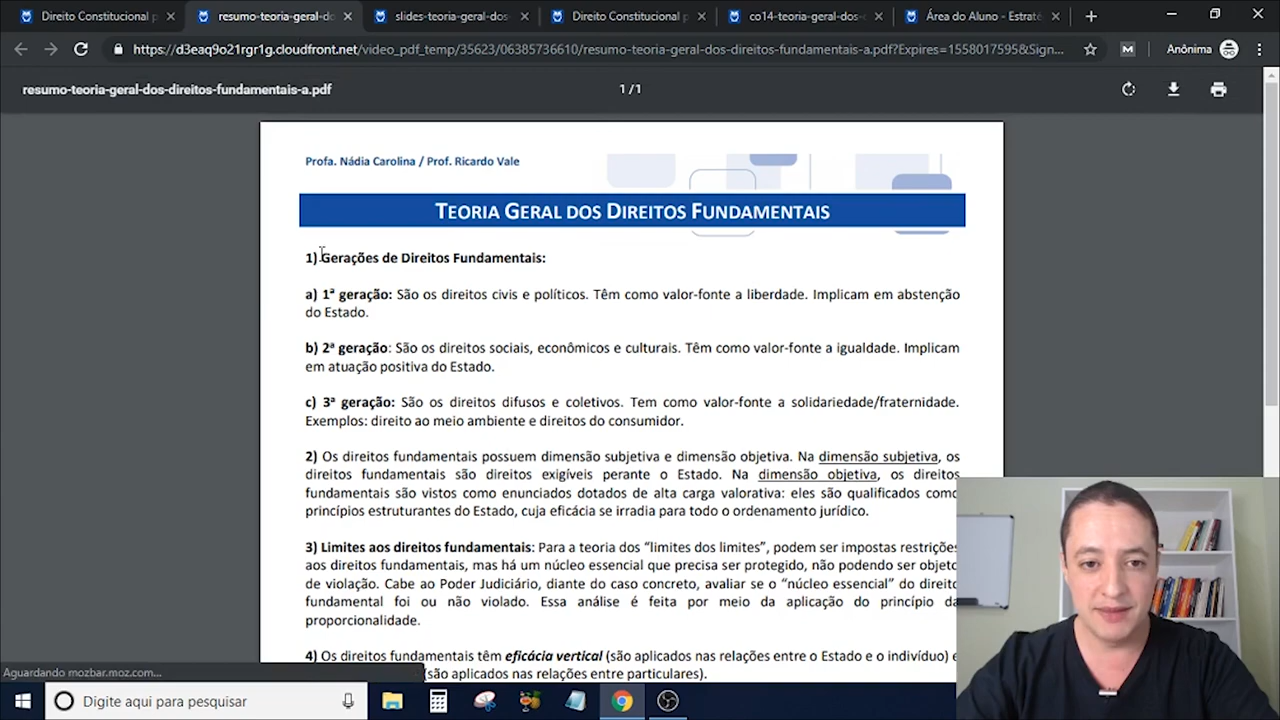 Direito Constitucional p
resumo-teoria-geral-do
slides-teoria-geral-dos-
Direito Constitucional p
co14-teoria-geral-dos-
Área do Aluno - Estraté
https://d3eaq9o21rgr1g.cloudfront.net/video_pdf_temp/35623/06385736610/resumo-teoria-geral-dos-direitos-fundamentais-a.pdf?Expires=1558017595&Sign...
M
Anônima
resumo-teoria-geral-dos-direitos-fundamentais-a.pdf
1 / 1
Profa. Nádia Carolina / Prof. Ricardo Vale
TEORIA GERAL DOS DIREITOS FUNDAMENTAIS
1) Gerações de Direitos Fundamentais:
a) 1ª geração: São os direitos civis e políticos. Têm como valor-fonte a liberdade. Implicam em abstenção
do Estado.
b) 2ª geração: São os direitos sociais, econômicos e culturais. Têm como valor-fonte a igualdade. Implicam
em atuação positiva do Estado.
c) 3ª geração: São os direitos difusos e coletivos. Tem como valor-fonte a solidariedade/fraternidade.
Exemplos: direito ao meio ambiente e direitos do consumidor.
2) Os direitos fundamentais possuem dimensão subjetiva e dimensão objetiva. Na dimensão subjetiva, os
direitos fundamentais são direitos exigíveis perante o Estado. Na dimensão objetiva, os direitos
fundamentais são vistos como enunciados dotados de alta carga valorativa: eles são qualificados como
princípios estruturantes do Estado, cuja eficácia se irradia para todo o ordenamento jurídico.
3) Limites aos direitos fundamentais: Para a teoria dos “limites dos limites”, podem ser impostas restrições
aos direitos fundamentais, mas há um núcleo essencial que precisa ser protegido, não podendo ser objeto
de violação. Cabe ao Poder Judiciário, diante do caso concreto, avaliar se o “núcleo essencial” do direito
fundamental foi ou não violado. Essa análise é feita por meio da aplicação do princípio da
proporcionalidade.
4) Os direitos fundamentais têm eficácia vertical (são aplicados nas relações entre o Estado e o indivíduo) e
(são aplicados nas relações entre particulares).
Aguardando mozbar.moz.com...
Digite aqui para pesquisar